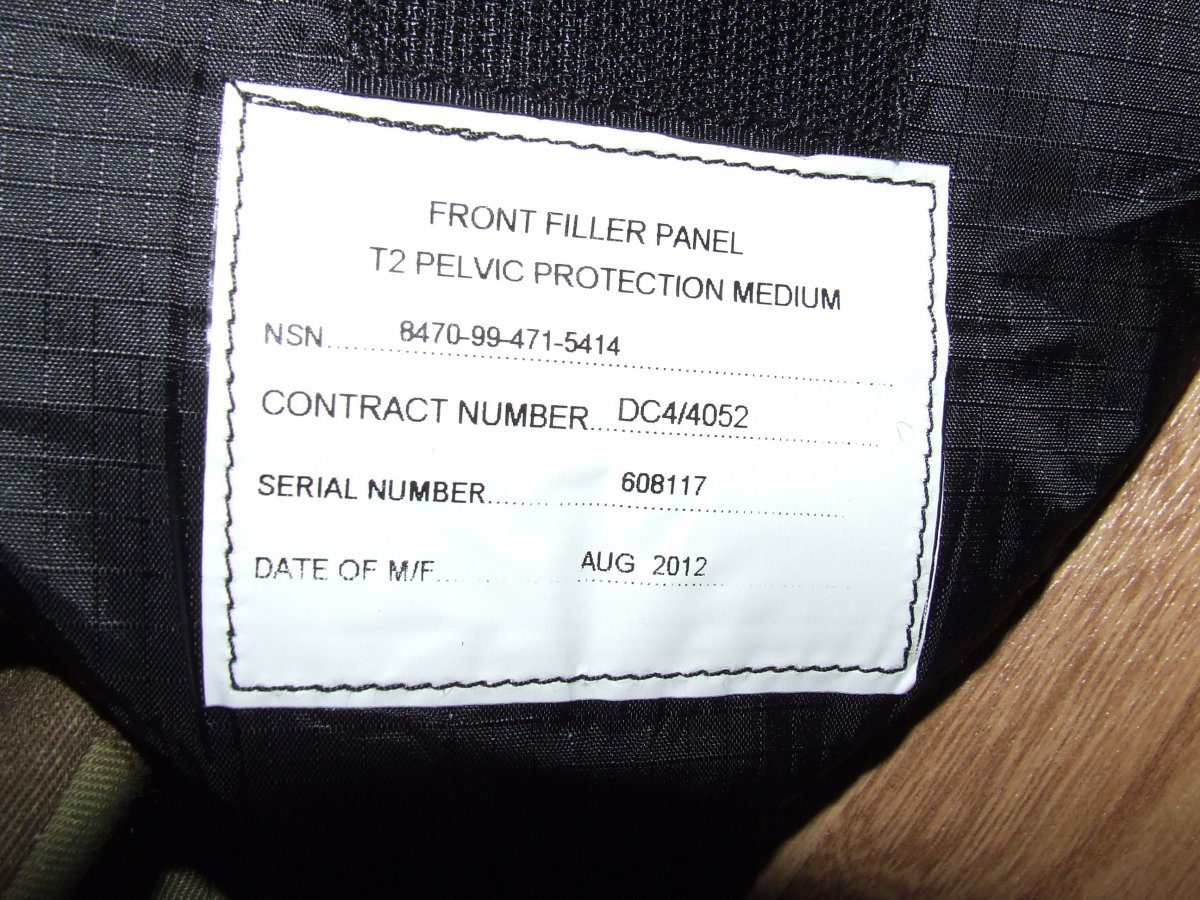 FRONT FILLER PANEL
T2 PELVIC PROTECTION MEDIUM
NSN........8470-99-471-5414
CONTRACT NUMBER...DC4/4052
SERIAL NUMBER............608117
DATE OF M/F............AUG 2012